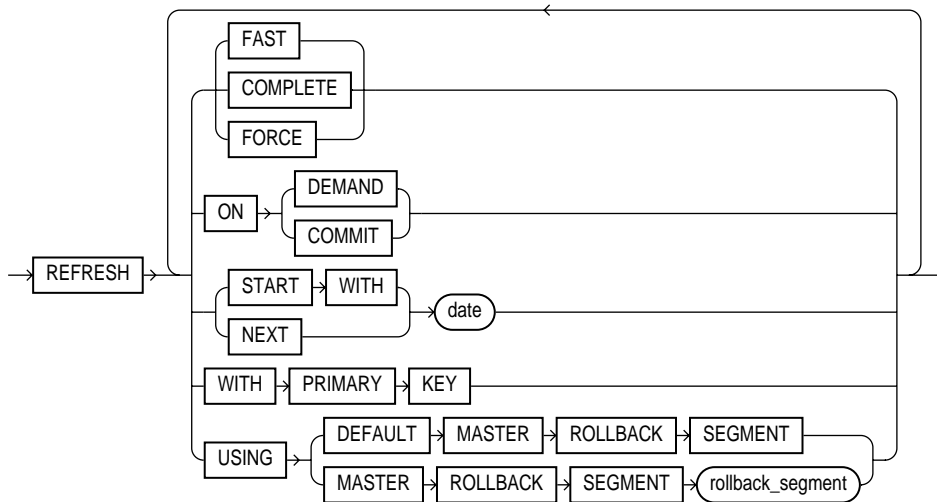 FAST
COMPLETE
FORCE
ON DEMAND
COMMIT
REFRESH
START WITH
NEXT
date
WITH PRIMARY KEY
USING
DEFAULT MASTER ROLLBACK SEGMENT
MASTER ROLLBACK SEGMENT rollback_segment